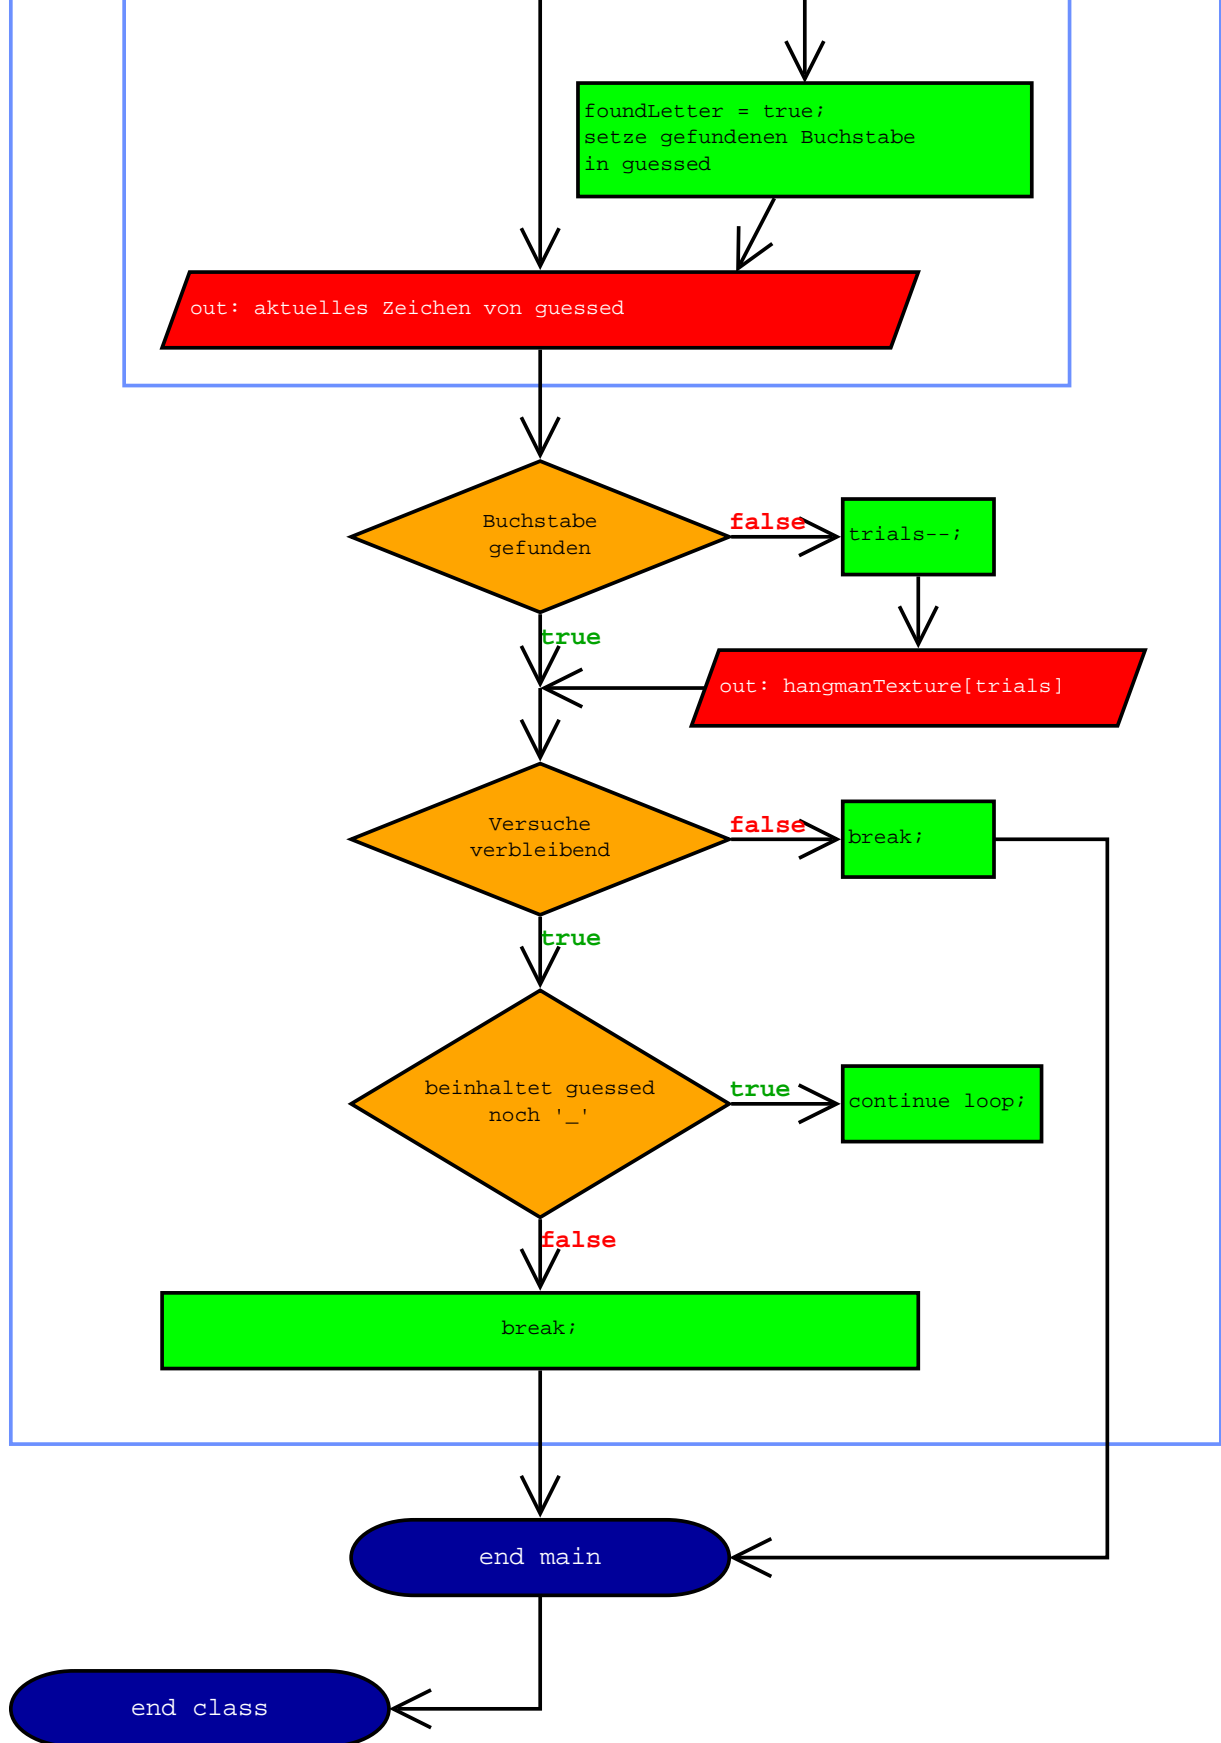 foundLetter = true;
setze gefundenen Buchstabe
in guessed
out: aktuelles Zeichen von guessed
Buchstabe
gefunden
false
trials--;
true
out: hangmanTexture[trials]
Versuche
verbleibend
false
break;
true
beinhaltet guessed
noch '_'
true
continue loop;
false
break;
end main
end class